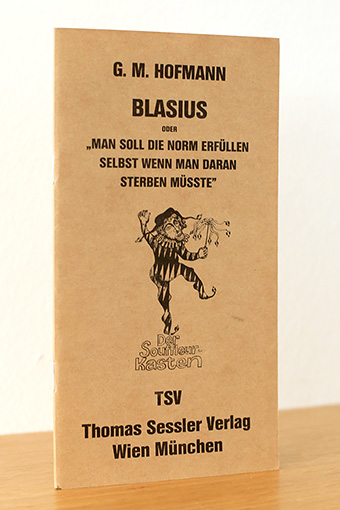 G. M. HOFMANN
BLASIUS
ODER
„MAN SOLL DIE NORM ERFÜLLEN
SELBST WENN MAN DARAN
STERBEN MÜSSTE”
Der
Souffleur-
kasten
TSV
Thomas Sessler Verlag
Wien München